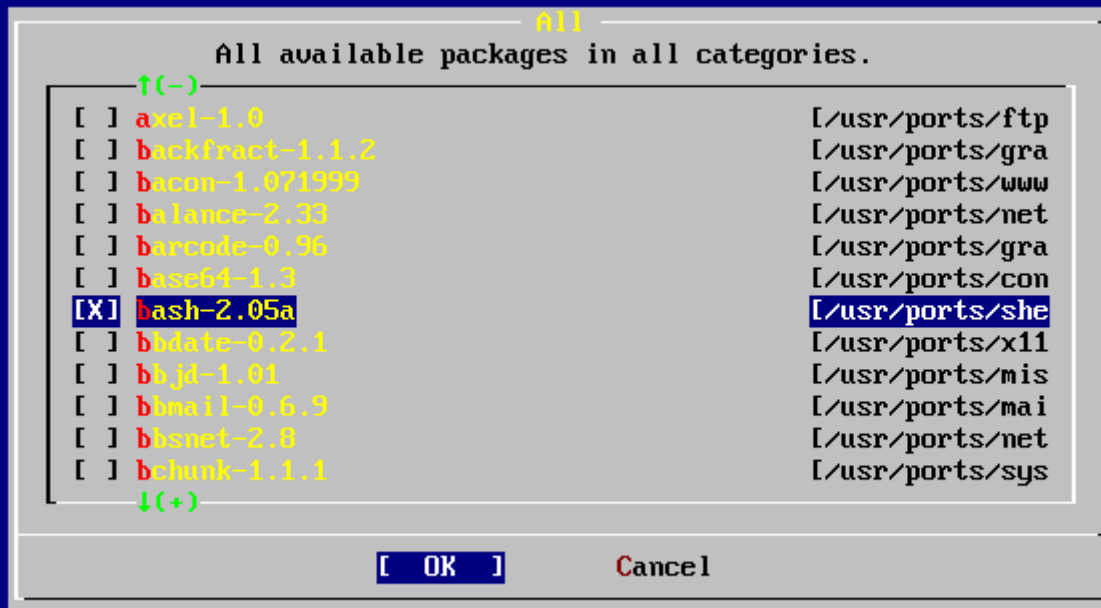 All
All available packages in all categories.
↑(-)
[ ] axel-1.0 [/usr/ports/ftp
[ ] backfract-1.1.2 [/usr/ports/gra
[ ] bacon-1.071999 [/usr/ports/www
[ ] balance-2.33 [/usr/ports/net
[ ] barcode-0.96 [/usr/ports/gra
[ ] base64-1.3 [/usr/ports/con
[X] bash-2.05a [/usr/ports/she
[ ] bbdate-0.2.1 [/usr/ports/x11
[ ] bbjd-1.01 [/usr/ports/mis
[ ] bbmail-0.6.9 [/usr/ports/mai
[ ] bbsnet-2.8 [/usr/ports/net
[ ] bchunk-1.1.1 [/usr/ports/sys
↓(+)
[ OK ] Cancel